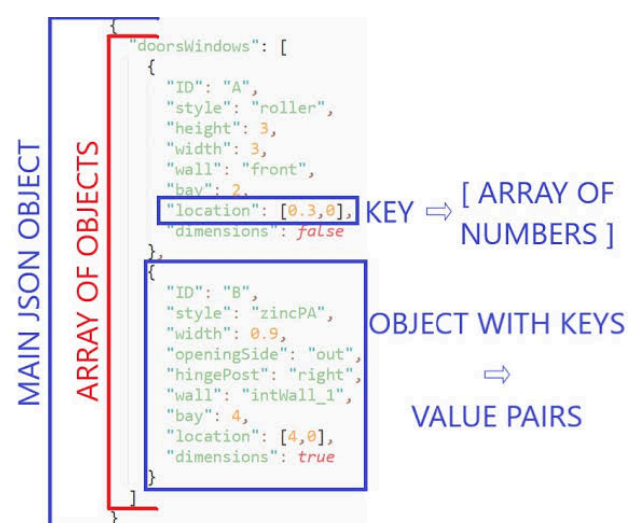 {
"doorsWindows": [
{
"ID": "A",
"style": "roller",
"height": 3,
"width": 3,
"wall": "front",
"bay": 2,
"location": [0.3,0],
"dimensions": false
},
{
"ID": "B",
"style": "zincPA",
"width": 0.9,
"openingSide": "out",
"hingePost": "right",
"wall": "intWall_1",
"bay": 4,
"location": [4,0],
"dimensions": true
}
]
}
MAIN JSON OBJECT
ARRAY OF OBJECTS
KEY ⇨ [ ARRAY OF
NUMBERS ]
OBJECT WITH KEYS
⇨
VALUE PAIRS